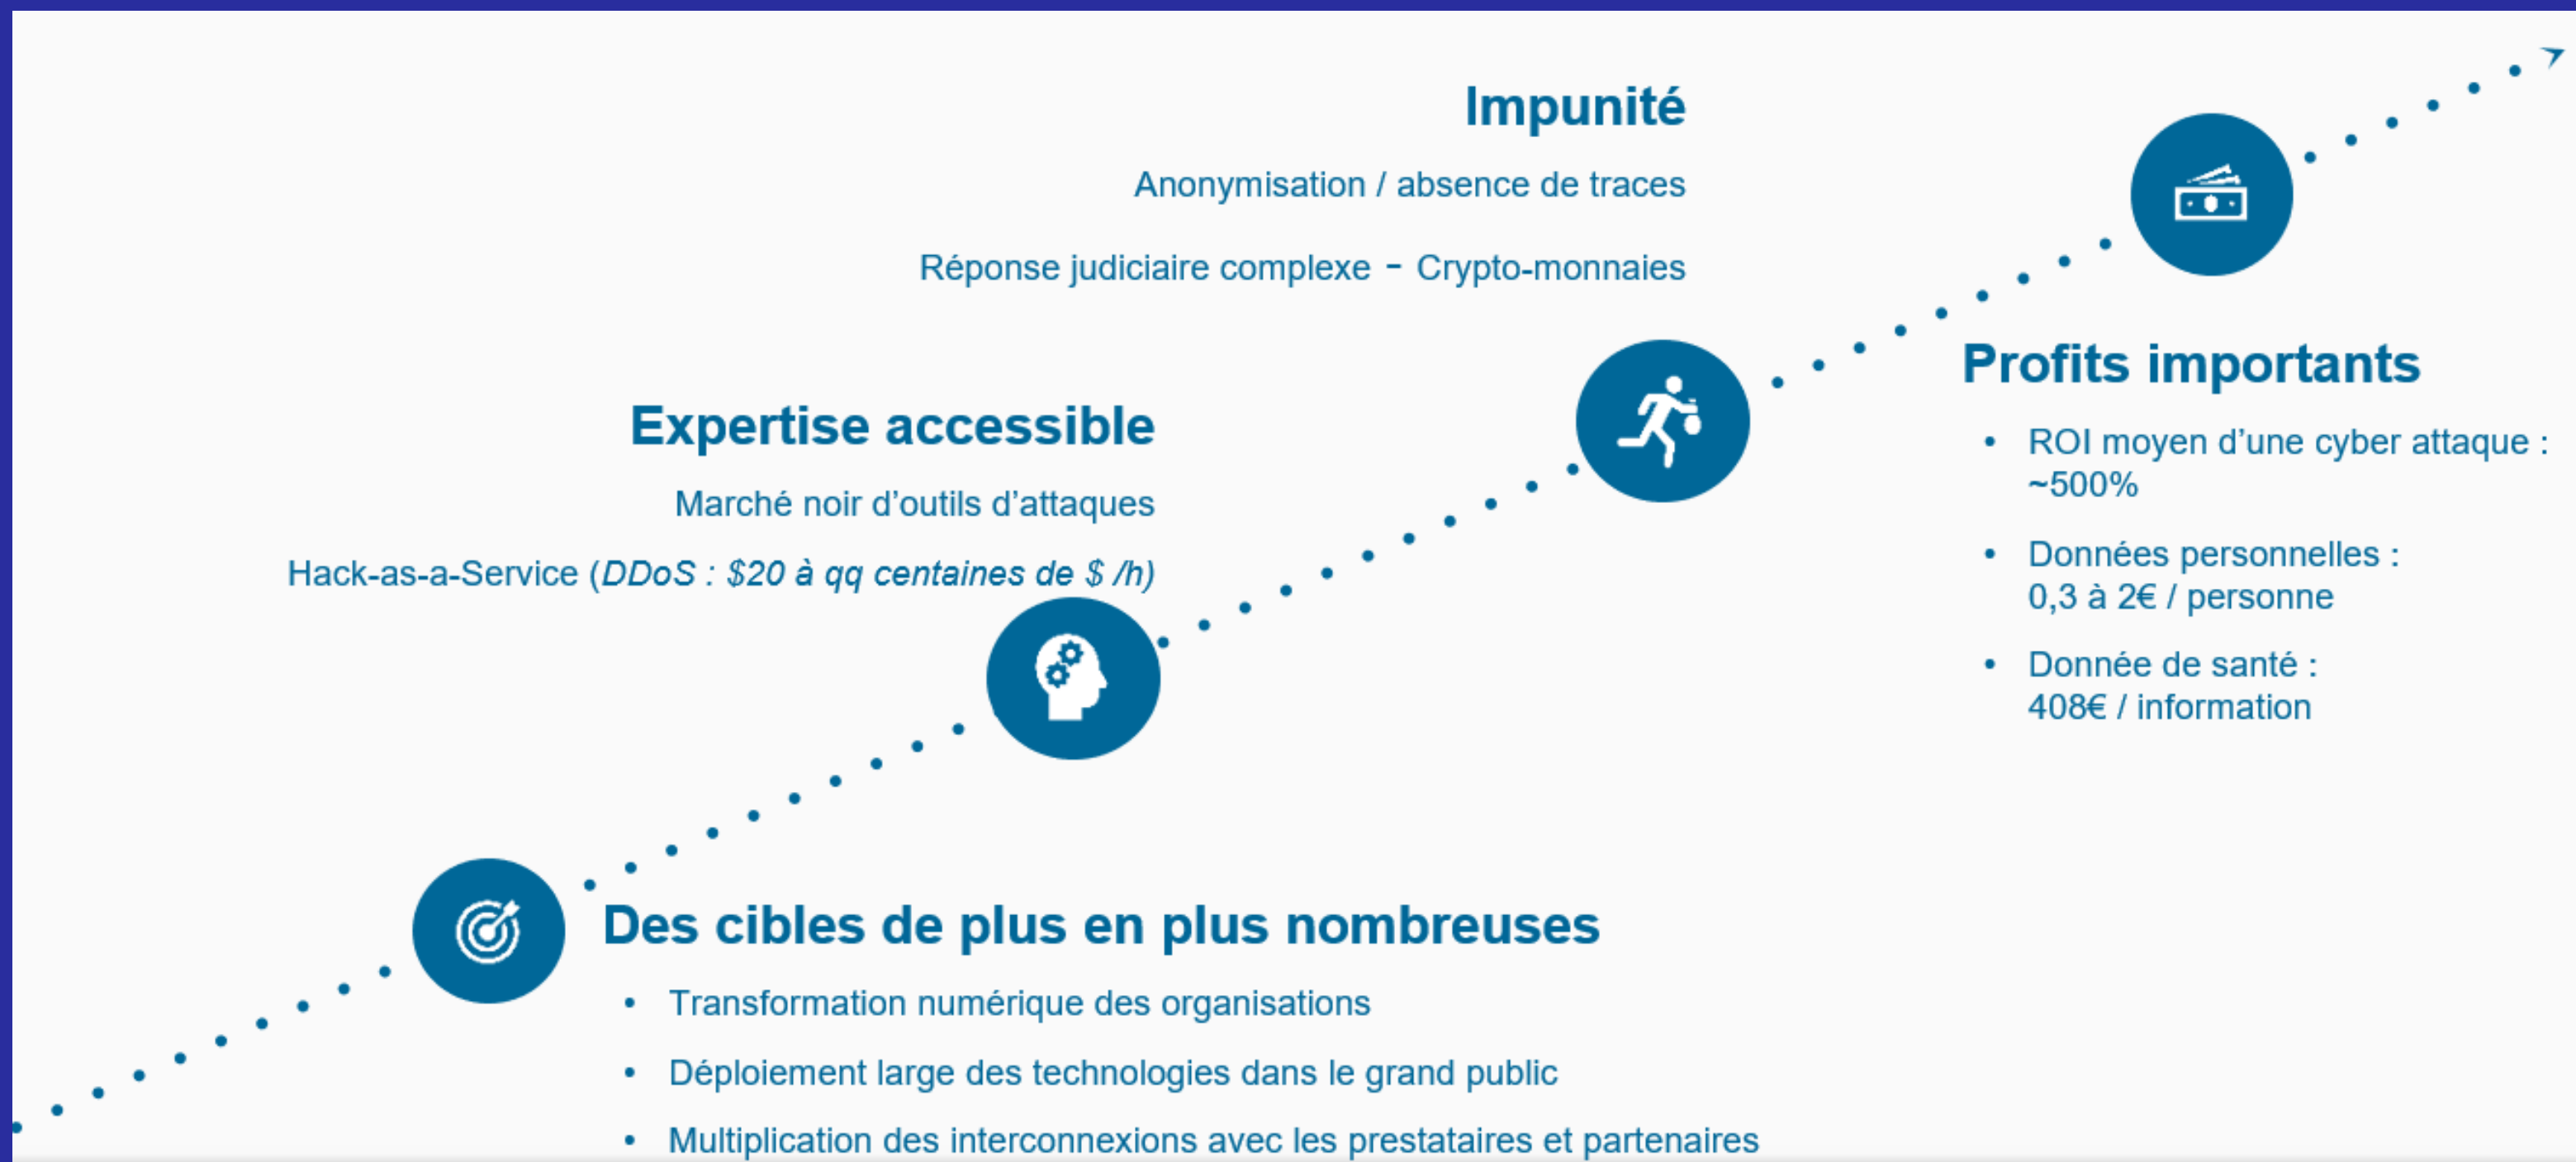 Impunité
Anonymisation / absence de traces
Réponse judiciaire complexe - Crypto-monnaies
Expertise accessible
Marché noir d’outils d’attaques
Hack-as-a-Service (DDoS : $20 à qq centaines de $ /h)
Profits importants
• ROI moyen d’une cyber attaque :
~500%
• Données personnelles :
0,3 à 2€ / personne
• Donnée de santé :
408€ / information
Des cibles de plus en plus nombreuses
• Transformation numérique des organisations
• Déploiement large des technologies dans le grand public
• Multiplication des interconnexions avec les prestataires et partenaires